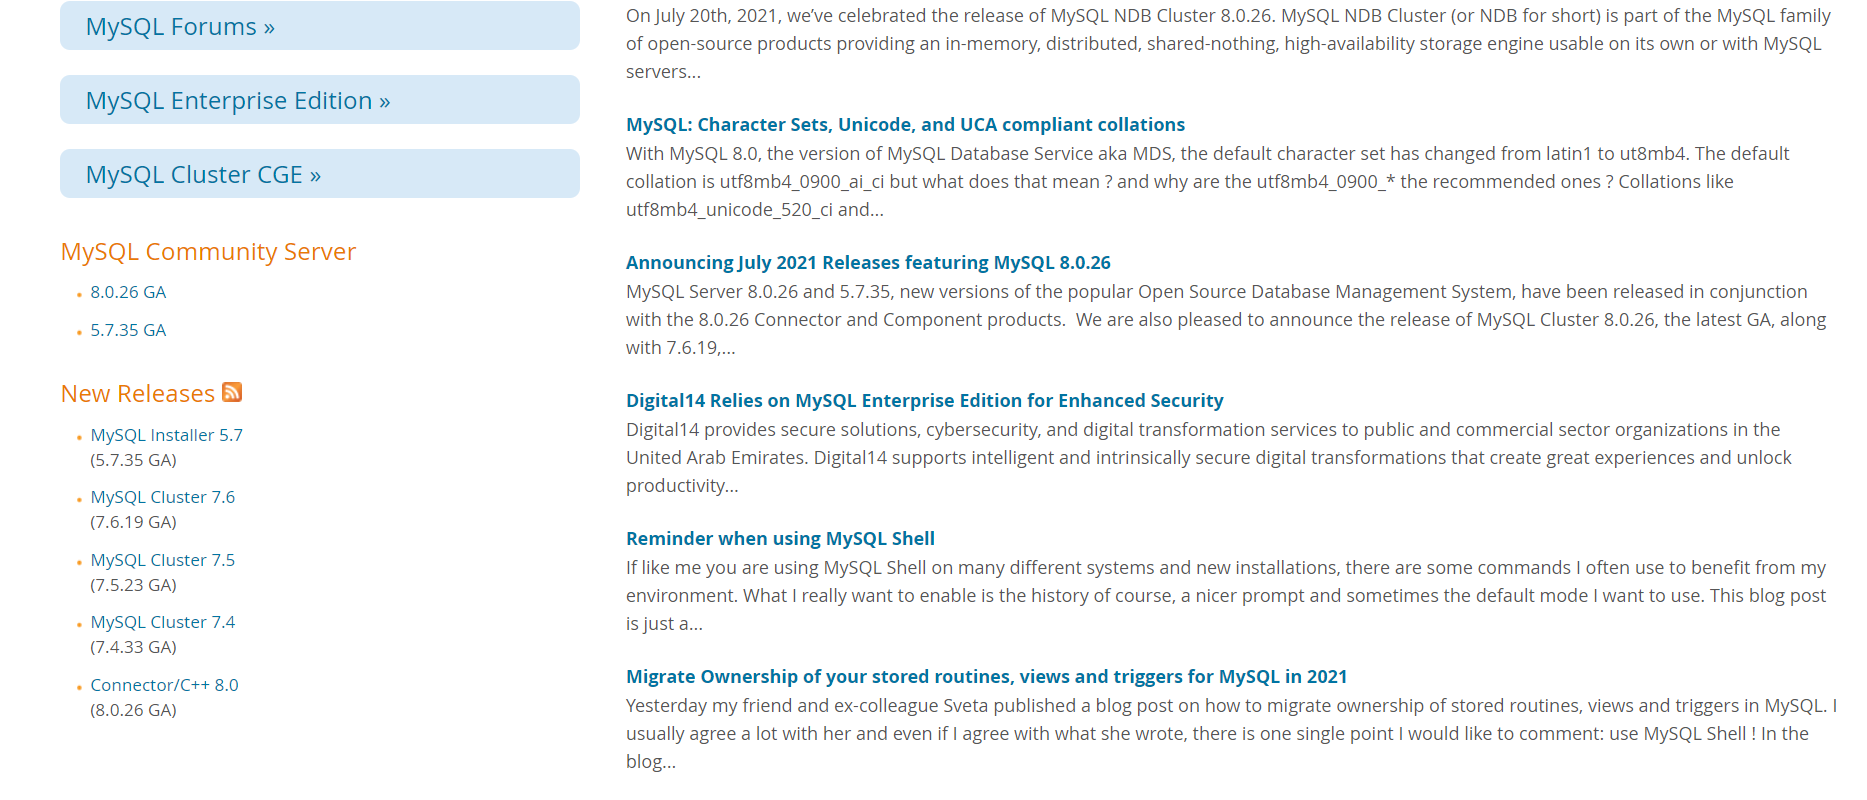 MySQL Forums »
MySQL Enterprise Edition »
MySQL Cluster CGE »
MySQL Community Server
• 8.0.26 GA
• 5.7.35 GA
New Releases
• MySQL Installer 5.7
(5.7.35 GA)
• MySQL Cluster 7.6
(7.6.19 GA)
• MySQL Cluster 7.5
(7.5.23 GA)
• MySQL Cluster 7.4
(7.4.33 GA)
• Connector/C++ 8.0
(8.0.26 GA)
On July 20th, 2021, we’ve celebrated the release of MySQL NDB Cluster 8.0.26. MySQL NDB Cluster (or NDB for short) is part of the MySQL family
of open-source products providing an in-memory, distributed, shared-nothing, high-availability storage engine usable on its own or with MySQL
servers...
MySQL: Character Sets, Unicode, and UCA compliant collations
With MySQL 8.0, the version of MySQL Database Service aka MDS, the default character set has changed from latin1 to ut8mb4. The default
collation is utf8mb4_0900_ai_ci but what does that mean ? and why are the utf8mb4_0900_* the recommended ones ? Collations like
utf8mb4_unicode_520_ci and...
Announcing July 2021 Releases featuring MySQL 8.0.26
MySQL Server 8.0.26 and 5.7.35, new versions of the popular Open Source Database Management System, have been released in conjunction
with the 8.0.26 Connector and Component products.  We are also pleased to announce the release of MySQL Cluster 8.0.26, the latest GA, along
with 7.6.19,...
Digital14 Relies on MySQL Enterprise Edition for Enhanced Security
Digital14 provides secure solutions, cybersecurity, and digital transformation services to public and commercial sector organizations in the
United Arab Emirates. Digital14 supports intelligent and intrinsically secure digital transformations that create great experiences and unlock
productivity...
Reminder when using MySQL Shell
If like me you are using MySQL Shell on many different systems and new installations, there are some commands I often use to benefit from my
environment. What I really want to enable is the history of course, a nicer prompt and sometimes the default mode I want to use. This blog post
is just a...
Migrate Ownership of your stored routines, views and triggers for MySQL in 2021
Yesterday my friend and ex-colleague Sveta published a blog post on how to migrate ownership of stored routines, views and triggers in MySQL. I
usually agree a lot with her and even if I agree with what she wrote, there is one single point I would like to comment: use MySQL Shell ! In the
blog...